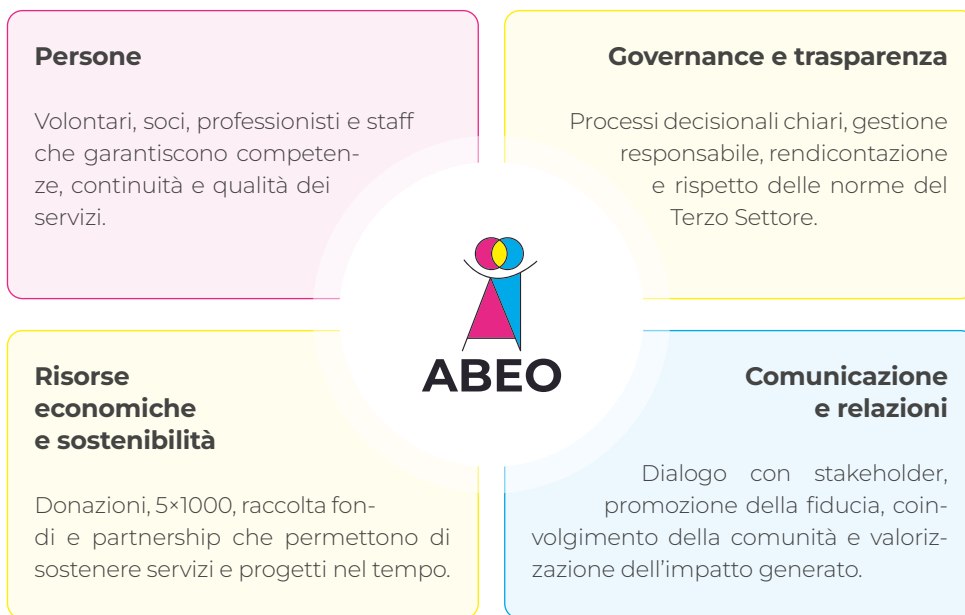 Persone
Volontari, soci, professionisti e staff
che garantiscono competen-
ze, continuità e qualità dei
servizi.
Governance e trasparenza
Processi decisionali chiari, gestione
responsabile, rendicontazione
e rispetto delle norme del
Terzo Settore.
ABEO
Risorse
economiche
e sostenibilità
Donazioni, 5×1000, raccolta fon-
di e partnership che permettono di
sostenere servizi e progetti nel tempo.
Comunicazione
e relazioni
Dialogo con stakeholder,
promozione della fiducia, coin-
volgimento della comunità e valoriz-
zazione dell’impatto generato.